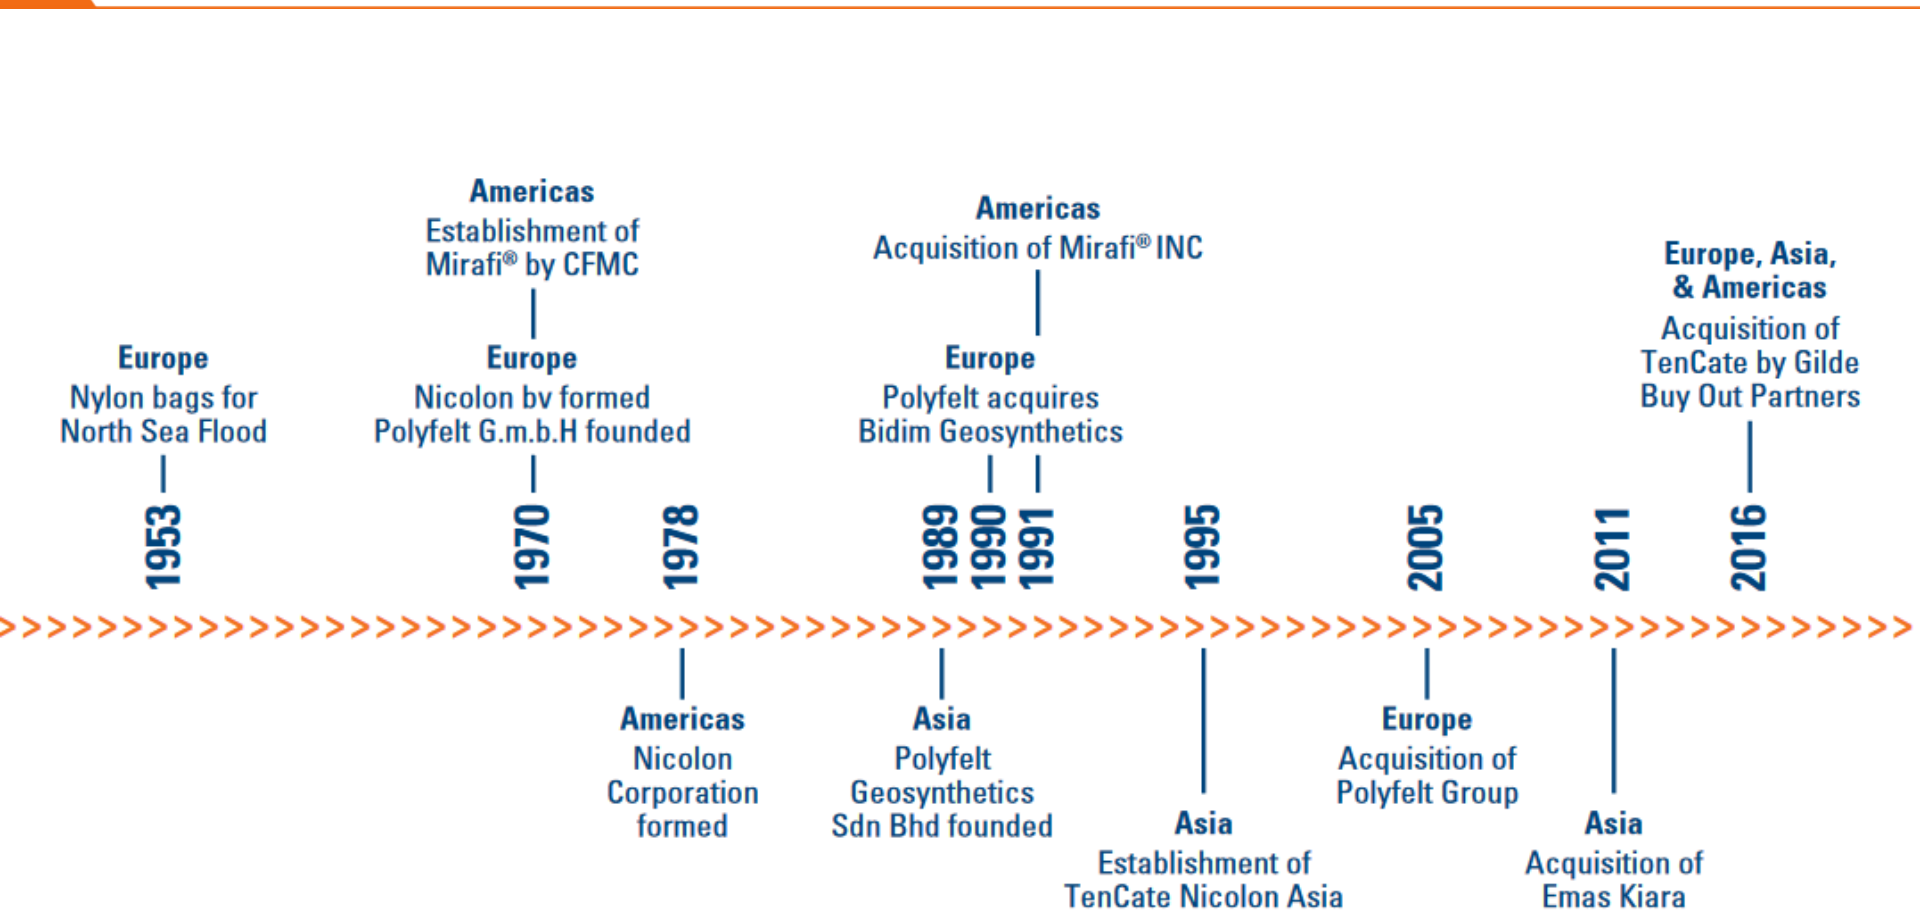 Americas
Establishment of
Mirafi® by CFMC
Europe
Nylon bags for
North Sea Flood
Europe
Nicolon bv formed
Polyfelt G.m.b.H founded
Americas
Acquisition of Mirafi® INC
Europe
Polyfelt acquires
Bidim Geosynthetics
Europe, Asia,
& Americas
Acquisition of
TenCate by Gilde
Buy Out Partners
1953
1970
1978
1989
1990
1991
1995
2005
2011
2016
Americas
Nicolon
Corporation
formed
Asia
Polyfelt
Geosynthetics
Sdn Bhd founded
Asia
Establishment of
TenCate Nicolon Asia
Europe
Acquisition of
Polyfelt Group
Asia
Acquisition of
Emas Kiara